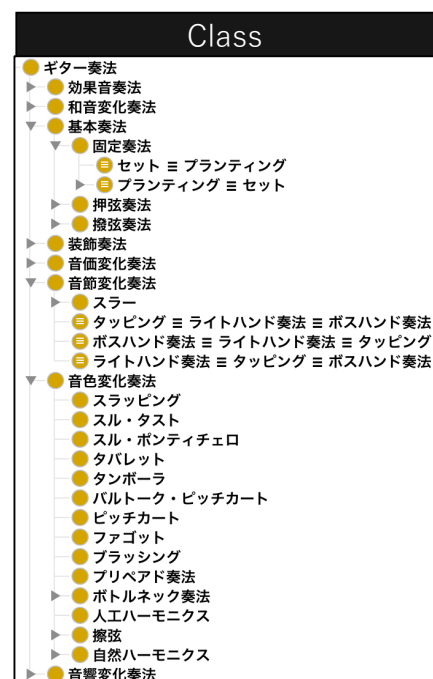 Class
ギター奏法
効果音奏法
和音変化奏法
基本奏法
固定奏法
セット ≡ プランティング
プランティング ≡ セット
押弦奏法
撥弦奏法
装飾奏法
音価変化奏法
音節変化奏法
スラー
タッピング ≡ ライトハンド奏法 ≡ ボスハンド奏法
ボスハンド奏法 ≡ ライトハンド奏法 ≡ タッピング
ライトハンド奏法 ≡ タッピング ≡ ボスハンド奏法
音色変化奏法
スラッピング
スル・タスト
スル・ポンティチェロ
タバレット
タンボーラ
バルトーク・ピッチカート
ピッチカート
ファゴット
ブラッシング
プリペアド奏法
ボトルネック奏法
人工ハーモニクス
擦弦
自然ハーモニクス
音響変化奏法